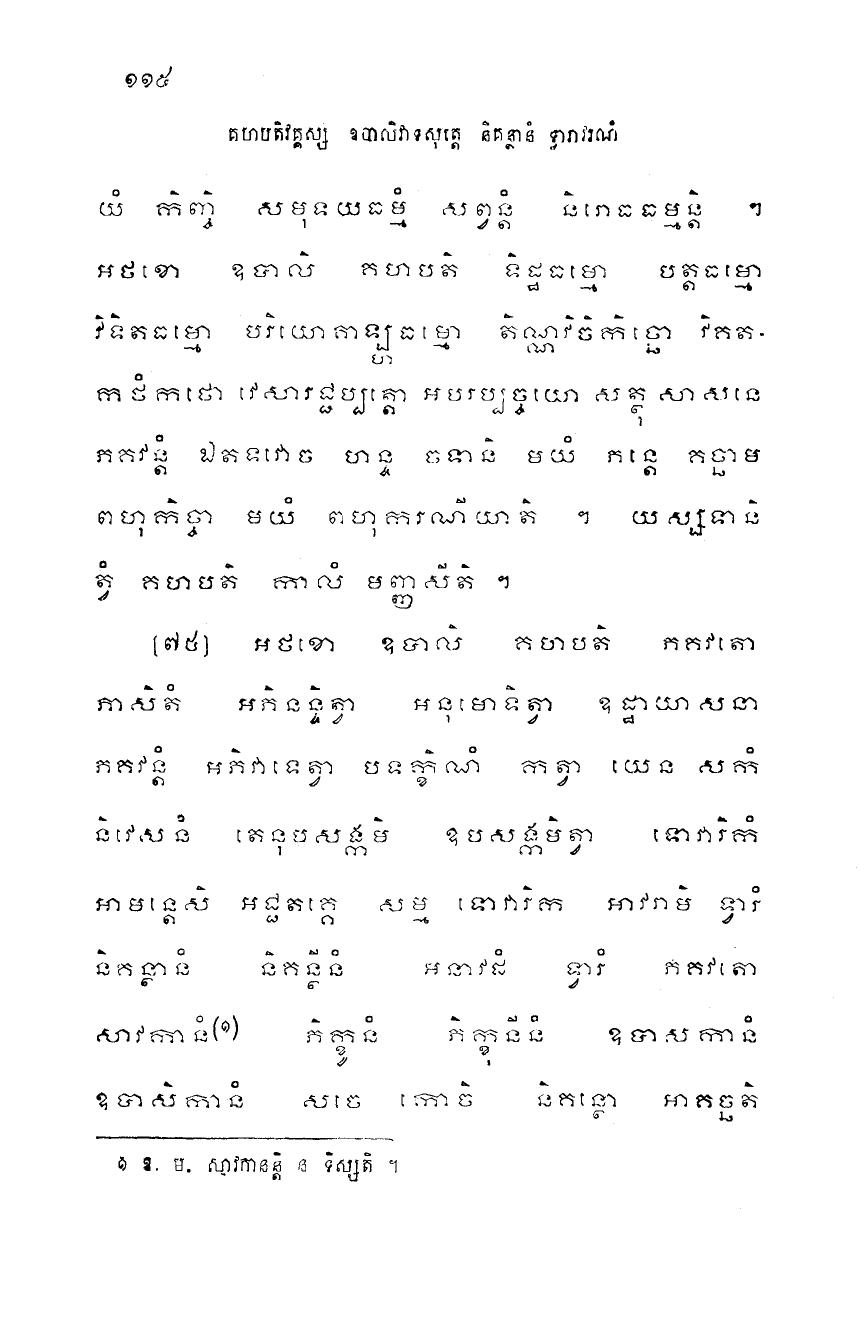 ១១៥
គហបតិវគ្គស្ស ឧបាលិវាទសុត្តេ និគន្ថានំ ទ្វារាវរណំ
យំ កិញ្ចិ សមុទយធម្មំ សព្វន្តំ និរោធធម្មន្តិ ។
អថខោ ឧបាលិ គហបតិ ទិដ្ឋធម្មោ បត្តធម្មោ
វិទិតធម្មោ បរិយោគាឡ្ហធម្មោ តិណ្ណវិចិកិច្ឆោ វិគត-
កថំកថោ វេសារជ្ជប្បត្តោ អបរប្បច្ចយោ សត្ថុ សាសនេ
ភគវន្តំ ឯតទវោច ហន្ទ ចទានិ មយំ ភន្តេ គច្ឆាម
ពហុកិច្ចា មយំ ពហុករណីយាតិ ។ យស្សទានិ
ត្វំ គហបតិ កាលំ មញ្ញសីតិ ។
[៧៥] អថខោ ឧបាលិ គហបតិ ភគវតោ
ភាសិតំ អភិនន្ទិត្វា អនុមោទិត្វា ឧដ្ឋាយាសនា
ភគវន្តំ អភិវាទេត្វា បទក្ខិណំ កត្វា យេន សកំ
និវេសនំ តេនុបសង្កមិ ឧបសង្កមិត្វា ទោវារិកំ
អាមន្តេសិ អជ្ជតគ្គេ សម្ម ទោវារិក អាវរាមិ ទ្វារំ
និគន្ថានំ និគន្ថីនំ អនាវដំ ទ្វារំ ភគវតោ
សាវកានំ(១) ភិក្ខូនំ ភិក្ខុនីនំ ឧបាសកានំ
ឧបាសិកានំ សចេ កោចិ និគន្ថោ អាគច្ឆតិ
១ ឱ. ម. សាវកានន្តិ ន ទិស្សតិ ។